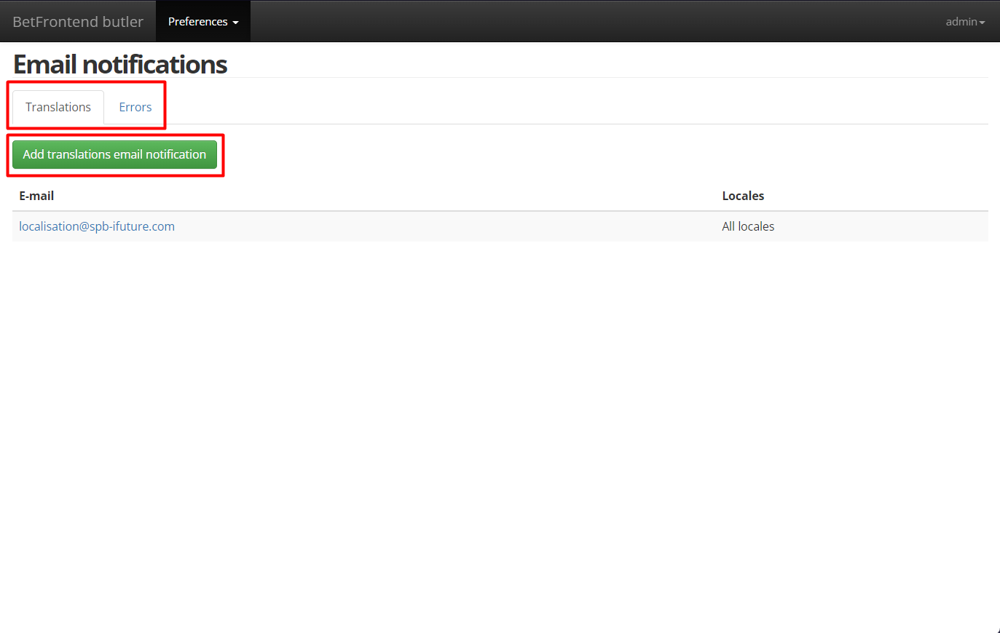 BetFrontend butler Preferences admin
Email notifications
Translations Errors
Add translations email notification
E-mail Locales
localisation@spb-ifuture.com All locales